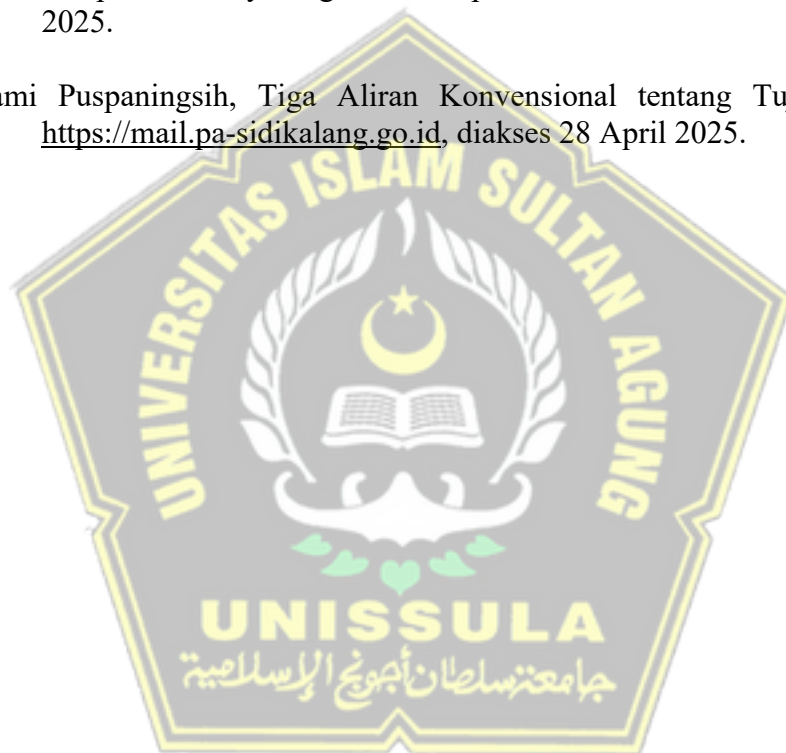 2025.
ami Puspaningsih, Tiga Aliran Konvensional tentang
https://mail.pa-sidikalang.go.id, diakses 28 April 2025.
UNIVERSITAS ISLAM SULTAN AGUNG
UNISSULA
جامعة سلطان أجونج الإسلامية